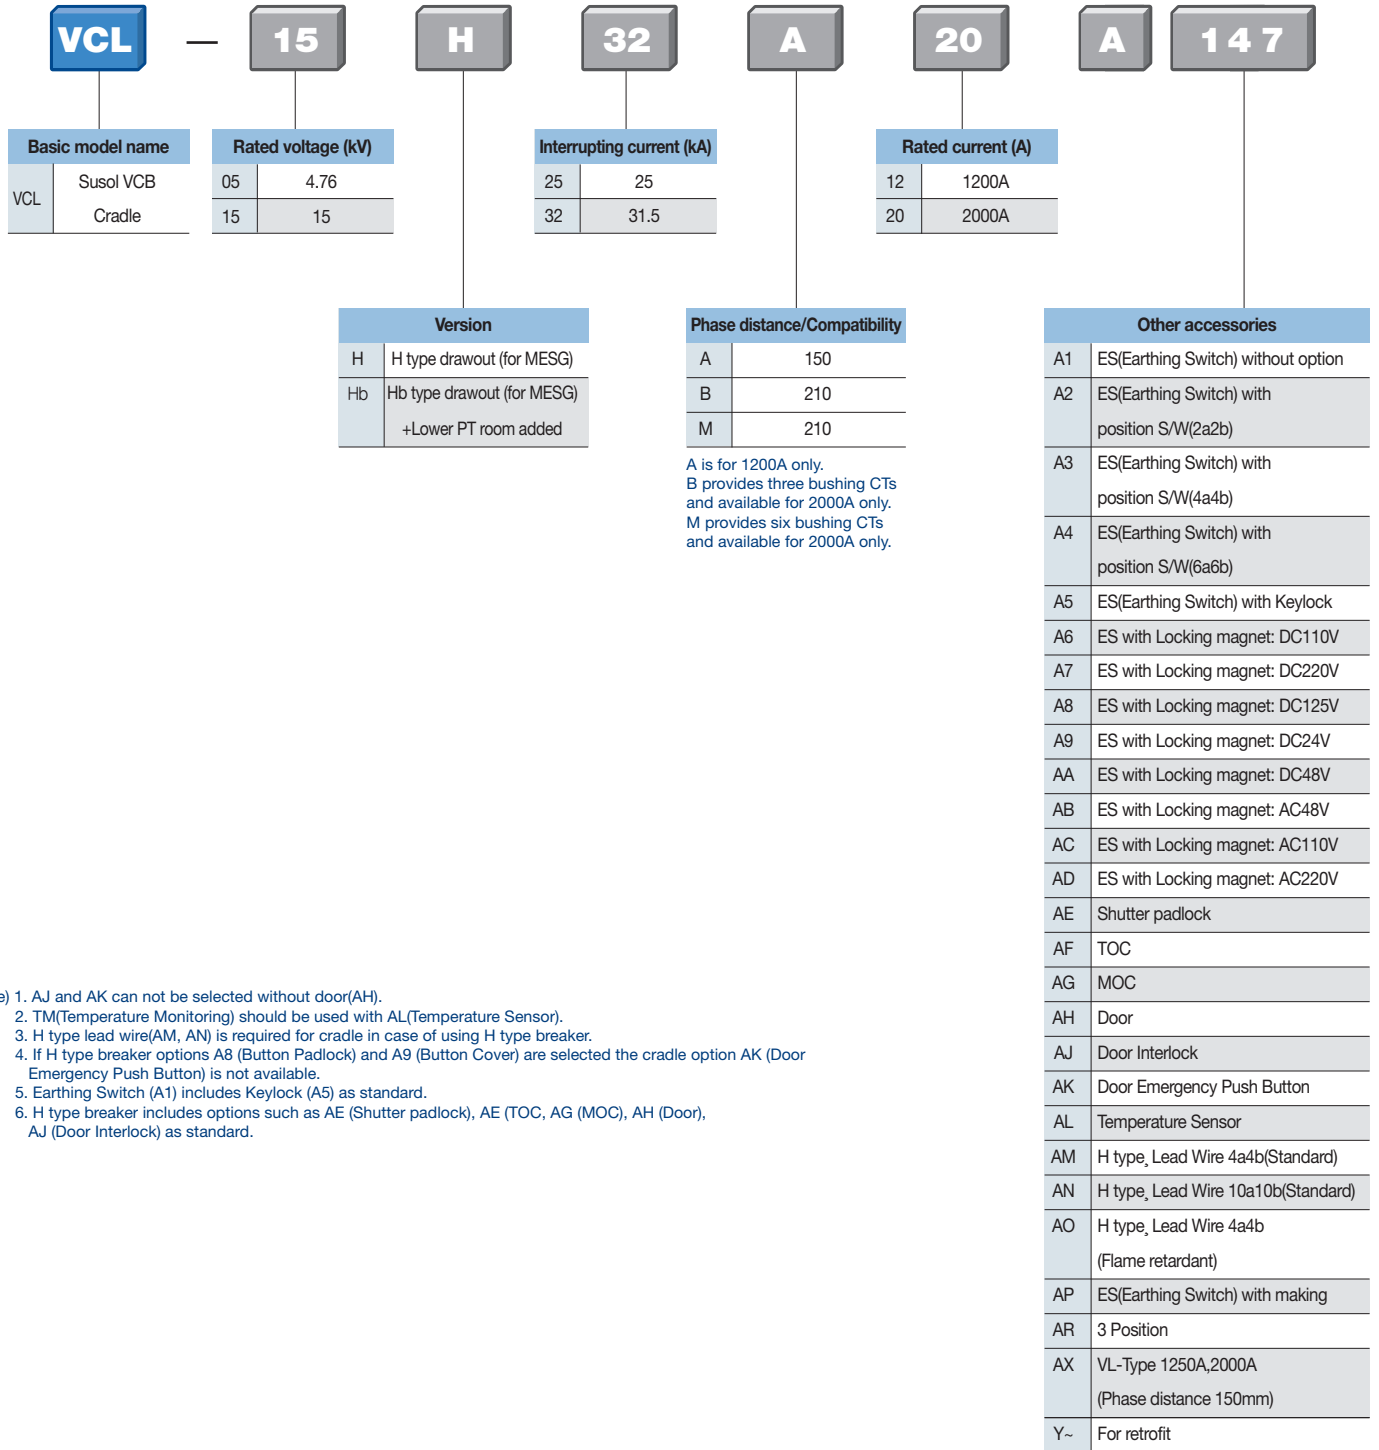 VCL — 15 H 32 A 20 A 147
Basic model name
VCL
Susol VCB
Cradle
Rated voltage (kV)
05 4.76
15 15
Interrupting current (kA)
25 25
32 31.5
Rated current (A)
12 1200A
20 2000A
Version
H H type drawout (for MESG)
Hb Hb type drawout (for MESG)
+Lower PT room added
Phase distance/Compatibility
A 150
B 210
M 210
A is for 1200A only.
B provides three bushing CTs
and available for 2000A only.
M provides six bushing CTs
and available for 2000A only.
Other accessories
A1 ES(Earthing Switch) without option
A2 ES(Earthing Switch) with
position S/W(2a2b)
A3 ES(Earthing Switch) with
position S/W(4a4b)
A4 ES(Earthing Switch) with
position S/W(6a6b)
A5 ES(Earthing Switch) with Keylock
A6 ES with Locking magnet: DC110V
A7 ES with Locking magnet: DC220V
A8 ES with Locking magnet: DC125V
A9 ES with Locking magnet: DC24V
AA ES with Locking magnet: DC48V
AB ES with Locking magnet: AC48V
AC ES with Locking magnet: AC110V
AD ES with Locking magnet: AC220V
AE Shutter padlock
AF TOC
AG MOC
AH Door
AJ Door Interlock
AK Door Emergency Push Button
AL Temperature Sensor
AM H type¸ Lead Wire 4a4b(Standard)
AN H type¸ Lead Wire 10a10b(Standard)
AO H type¸ Lead Wire 4a4b
(Flame retardant)
AP ES(Earthing Switch) with making
AR 3 Position
AX VL-Type 1250A,2000A
(Phase distance 150mm)
Y~ For retrofit
e) 1. AJ and AK can not be selected without door(AH).
2. TM(Temperature Monitoring) should be used with AL(Temperature Sensor).
3. H type lead wire(AM, AN) is required for cradle in case of using H type breaker.
4. If H type breaker options A8 (Button Padlock) and A9 (Button Cover) are selected the cradle option AK (Door
Emergency Push Button) is not available.
5. Earthing Switch (A1) includes Keylock (A5) as standard.
6. H type breaker includes options such as AE (Shutter padlock), AE (TOC, AG (MOC), AH (Door),
AJ (Door Interlock) as standard.